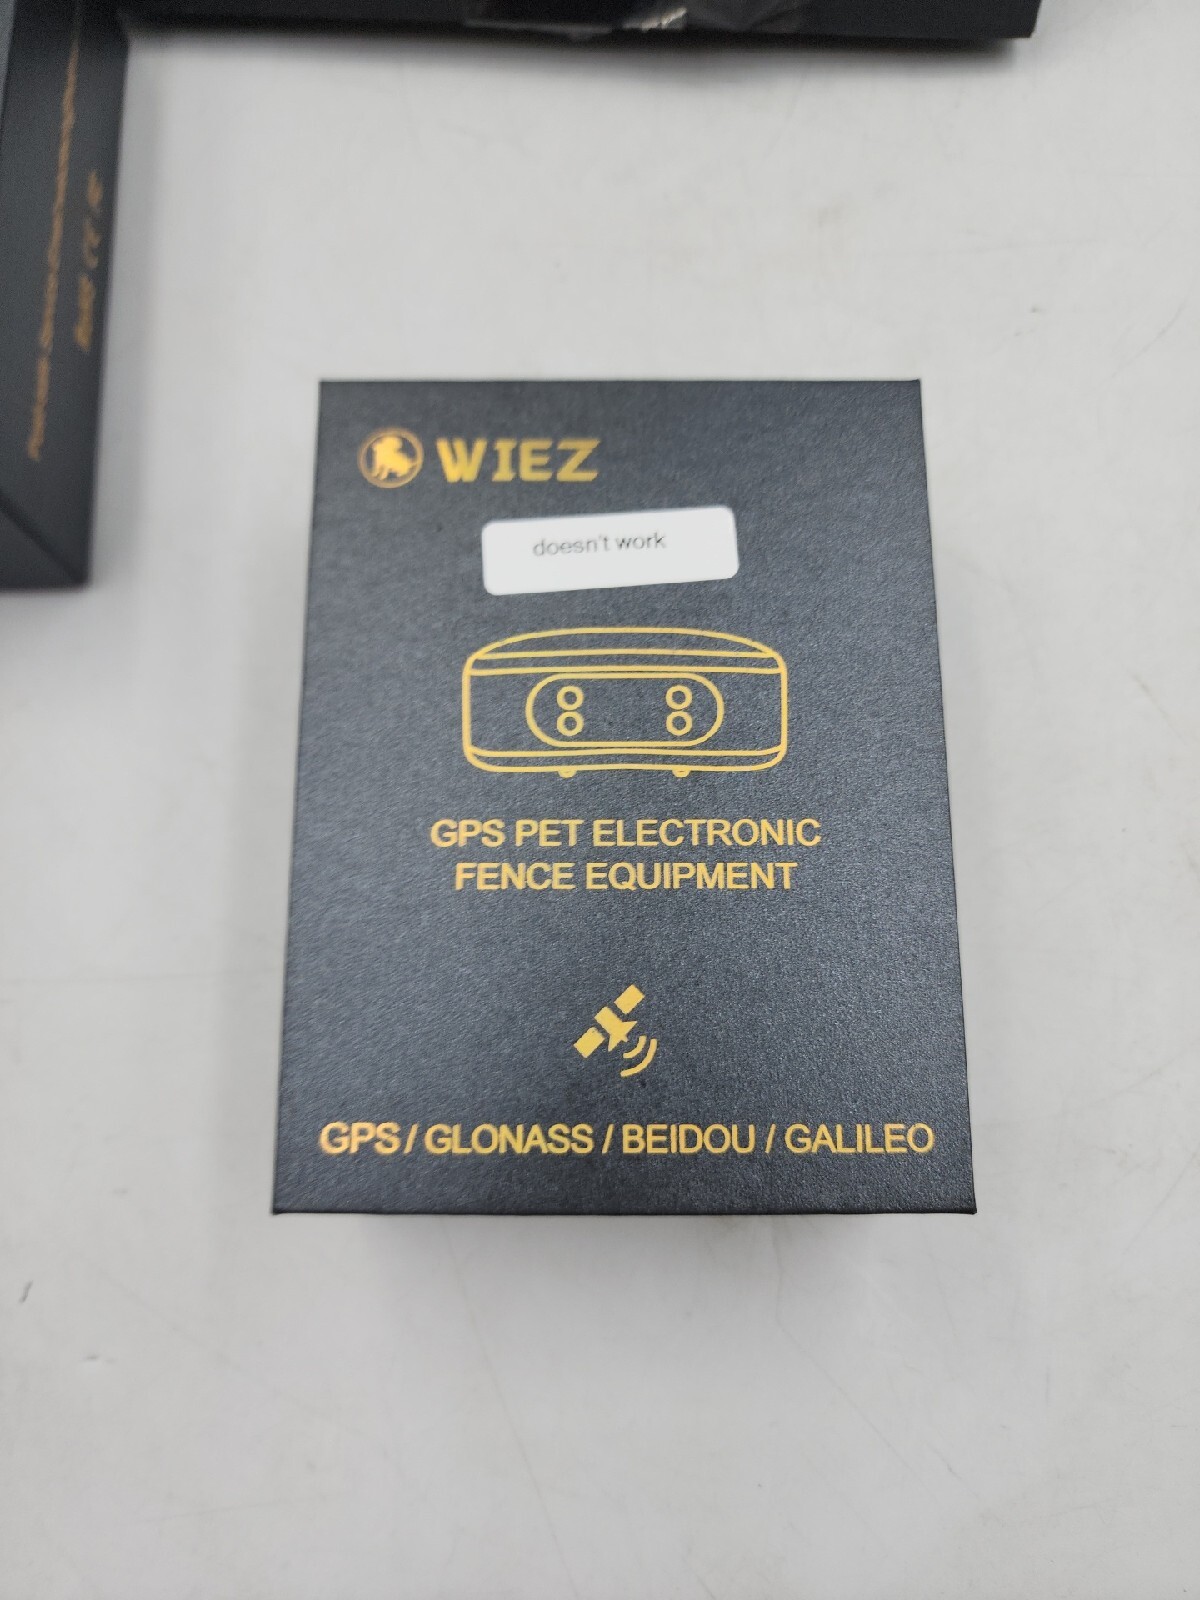 WIEZ
doesn't work
GPS PET ELECTRONIC
FENCE EQUIPMENT
GPS / GLONASS / BEIDOU / GALILEO